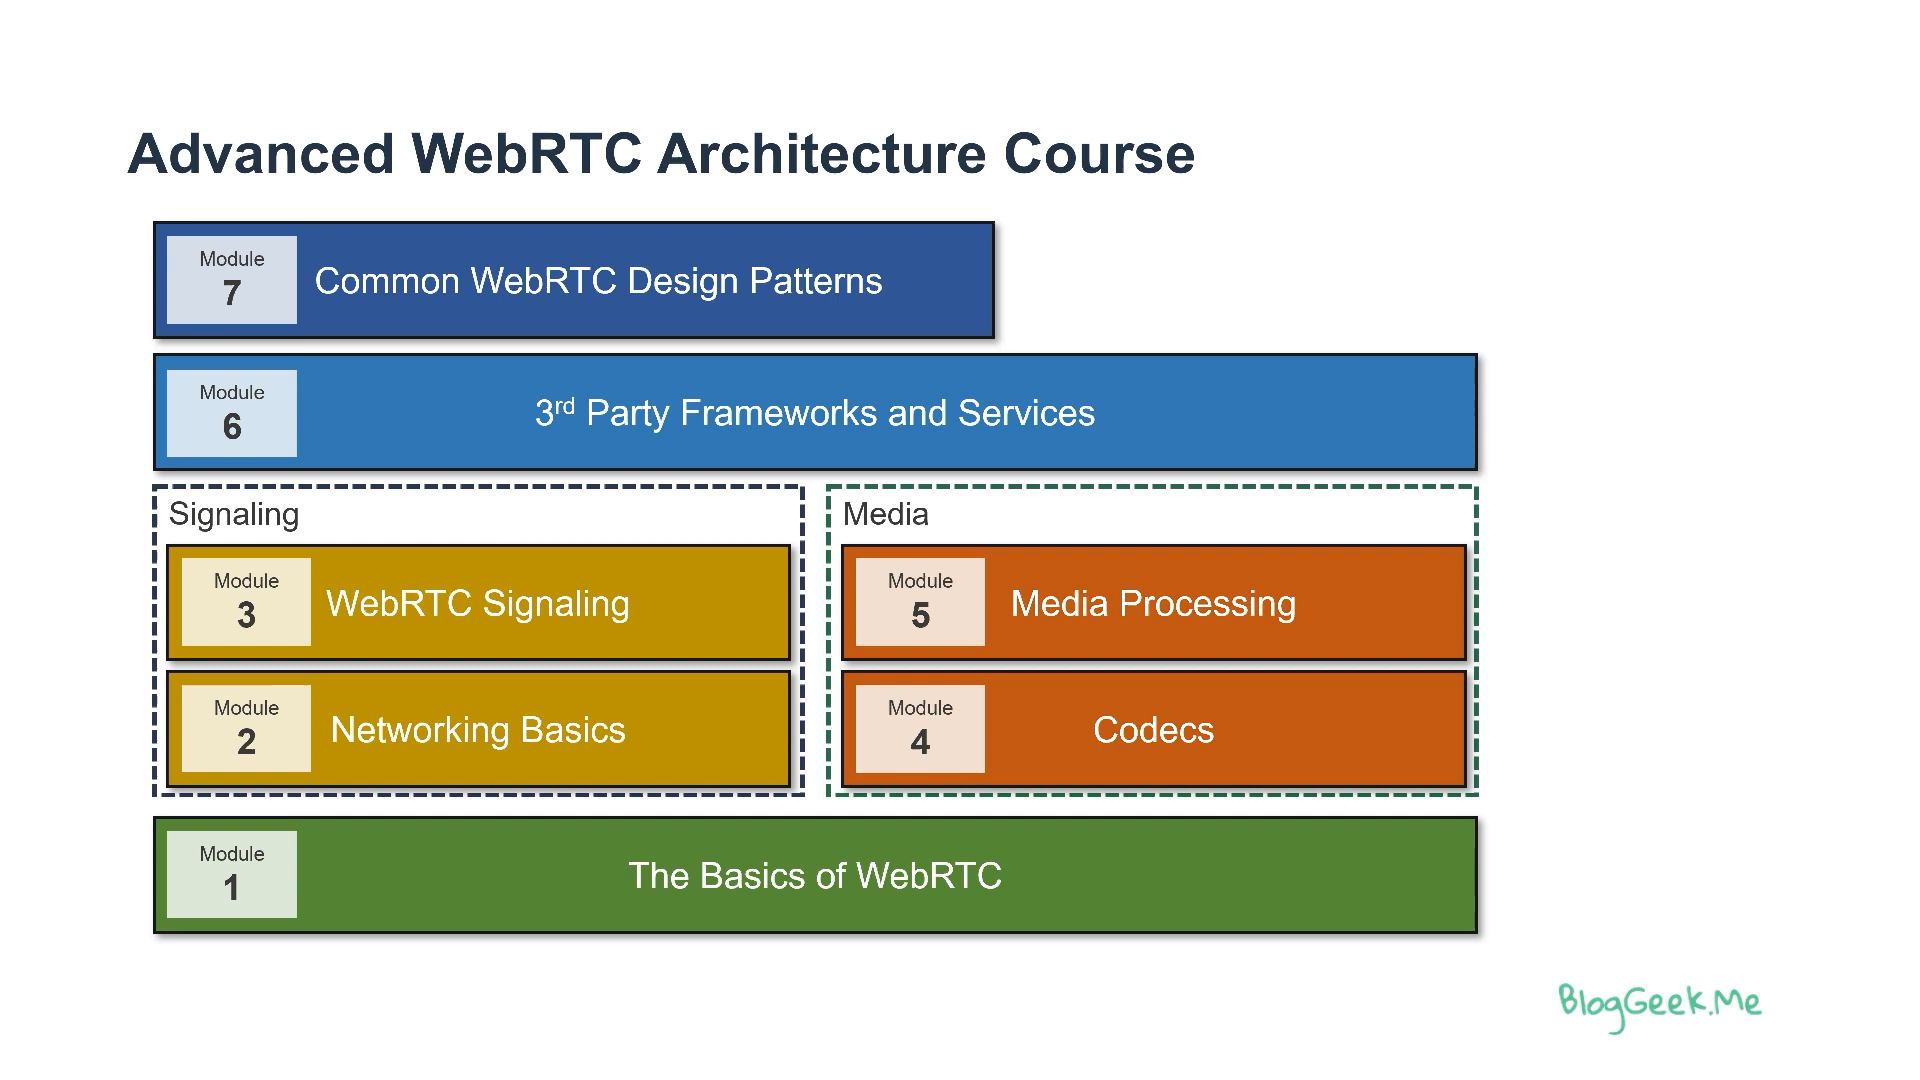 Advanced WebRTC Architecture Course
Module
7
Common WebRTC Design Patterns
Module
6
3rd Party Frameworks and Services
Signaling
Module
3
WebRTC Signaling
Module
2
Networking Basics
Media
Module
5
Media Processing
Module
4
Codecs
Module
1
The Basics of WebRTC
BlogGeek.Me